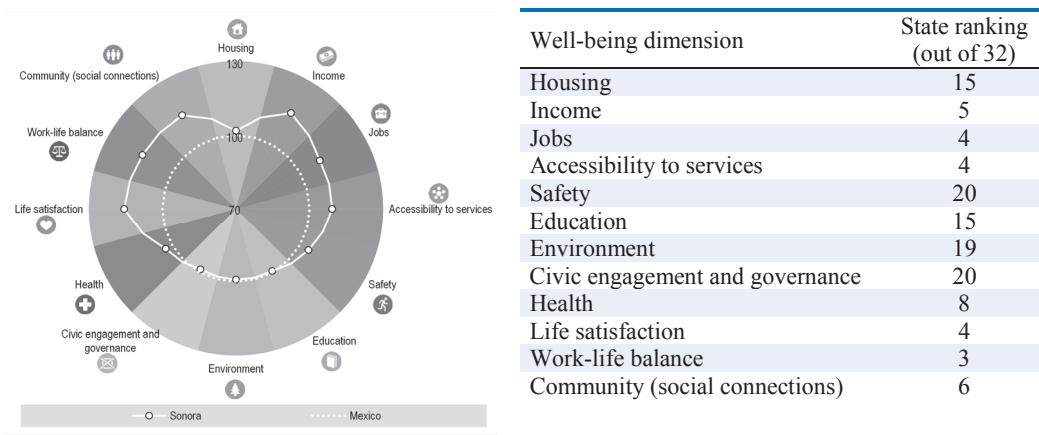 Housing
130
Income
Community (social connections)
Jobs
Work-life balance
100
Life satisfaction
70
Accessibility to services
Health
Safety
Civic engagement and
governance
Education
Environment
Sonora
Mexico
Well-being dimension State ranking
(out of 32)
Housing 15
Income 5
Jobs 4
Accessibility to services 4
Safety 20
Education 15
Environment 19
Civic engagement and governance 20
Health 8
Life satisfaction 4
Work-life balance 3
Community (social connections) 6